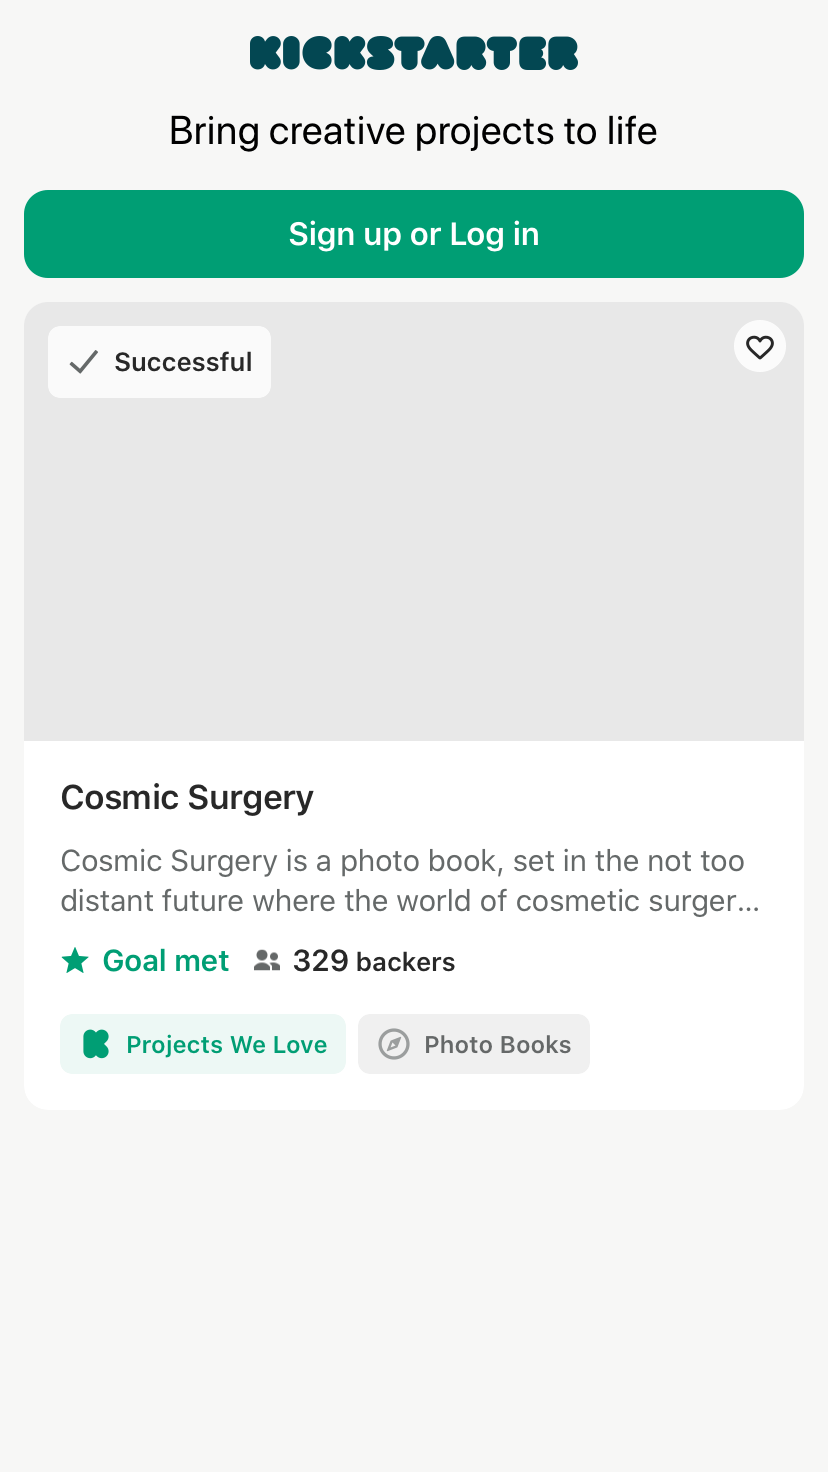 KICKSTARTER
Bring creative projects to life
Sign up or Log in
Successful
Cosmic Surgery
Cosmic Surgery is a photo book, set in the not too
distant future where the world of cosmetic surger...
Goal met 329 backers
Projects We Love Photo Books